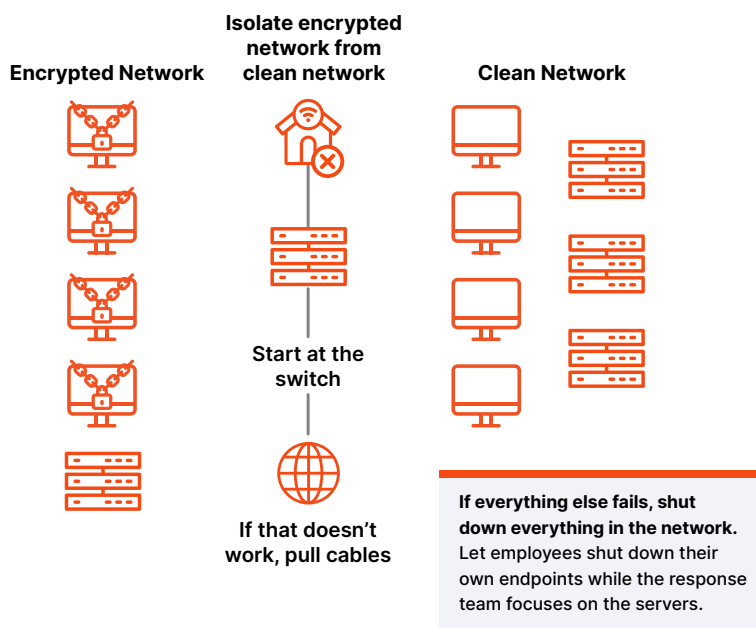 Encrypted Network
Isolate encrypted
network from
clean network
Clean Network
Start at the
switch
If that doesn’t
work, pull cables
If everything else fails, shut
down everything in the network.
Let employees shut down their
own endpoints while the response
team focuses on the servers.